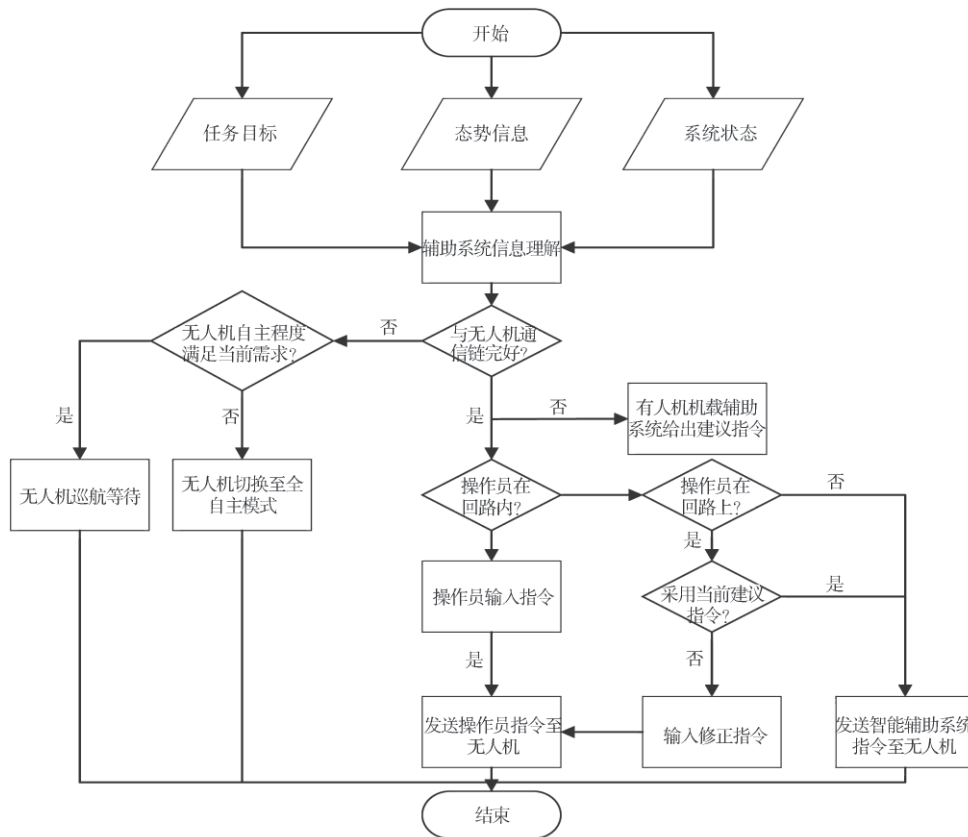 开始
任务目标
态势信息
系统状态
辅助系统信息理解
无人机自主程度
满足当前需求?
否
与无人机通
信链完好?
是
否
是
否
有人机机载辅助
系统给出建议指令
无人机巡航等待
无人机切换至全
自主模式
操作员在
回路内?
操作员在
回路上?
否
是
操作员输入指令
采用当前建议
指令?
是
是
否
发送操作员指令至
无人机
输入修正指令
发送智能辅助系统
指令至无人机
结束